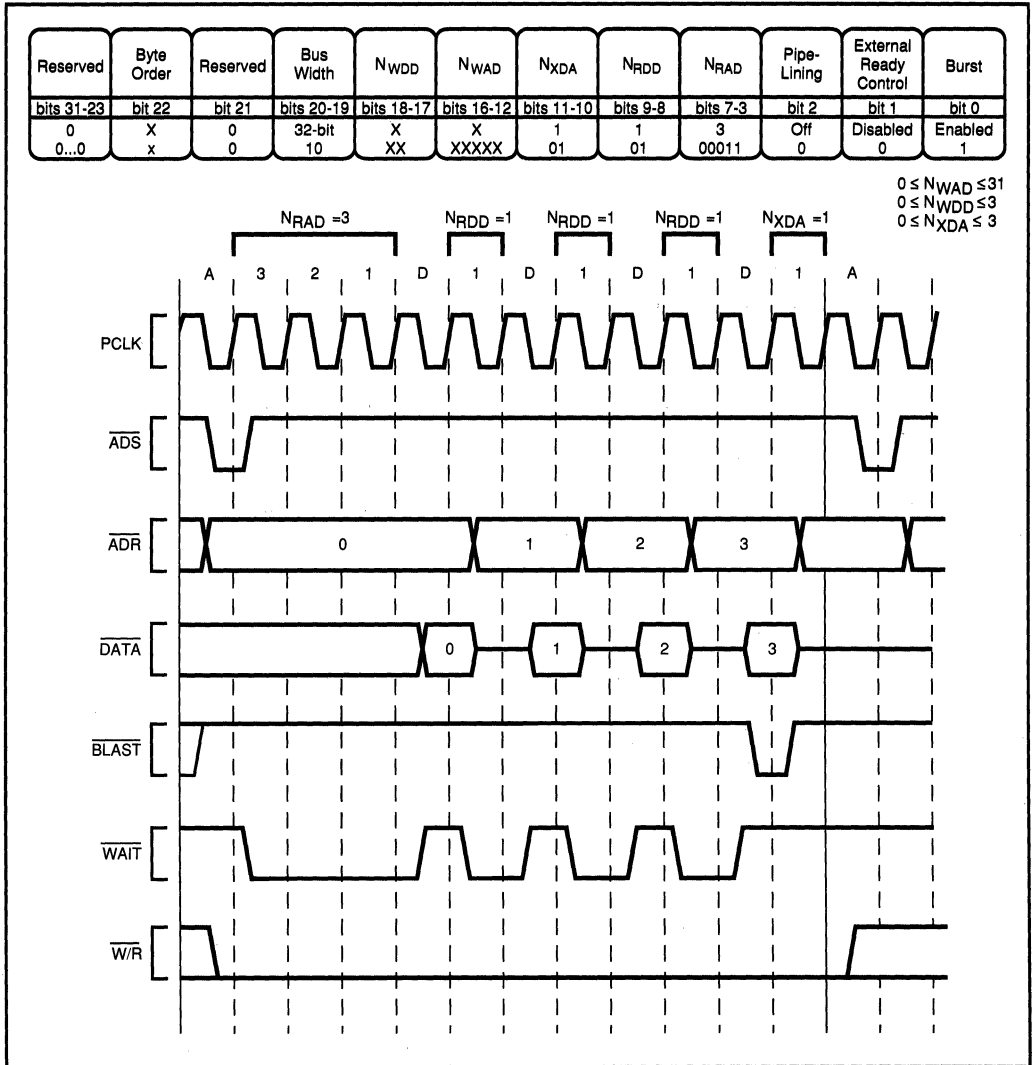 Reserved Byte Order Reserved Bus Width NWDD NWAD NXDA NRDD NRAD Pipe-Lining External Ready Control Burst
bits 31-23 bit 22 bit 21 bits 20-19 bits 18-17 bits 16-12 bits 11-10 bits 9-8 bits 7-3 bit 2 bit 1 bit 0
0 X 0 32-bit X X 1 1 3 Off Disabled Enabled
0...0 x 0 10 XX XXXXX 01 01 00011 0 0 1
0 ≤ NWAD ≤31
0 ≤ NWDD ≤3
0 ≤ NXDA ≤ 3
NRAD =3 NRDD =1 NRDD =1 NRDD =1 NXDA =1
A 3 2 1 D 1 D 1 D 1 D 1 A
PCLK
ADS
ADR 0 1 2 3
DATA 0 1 2 3
BLAST
WAIT
W/R